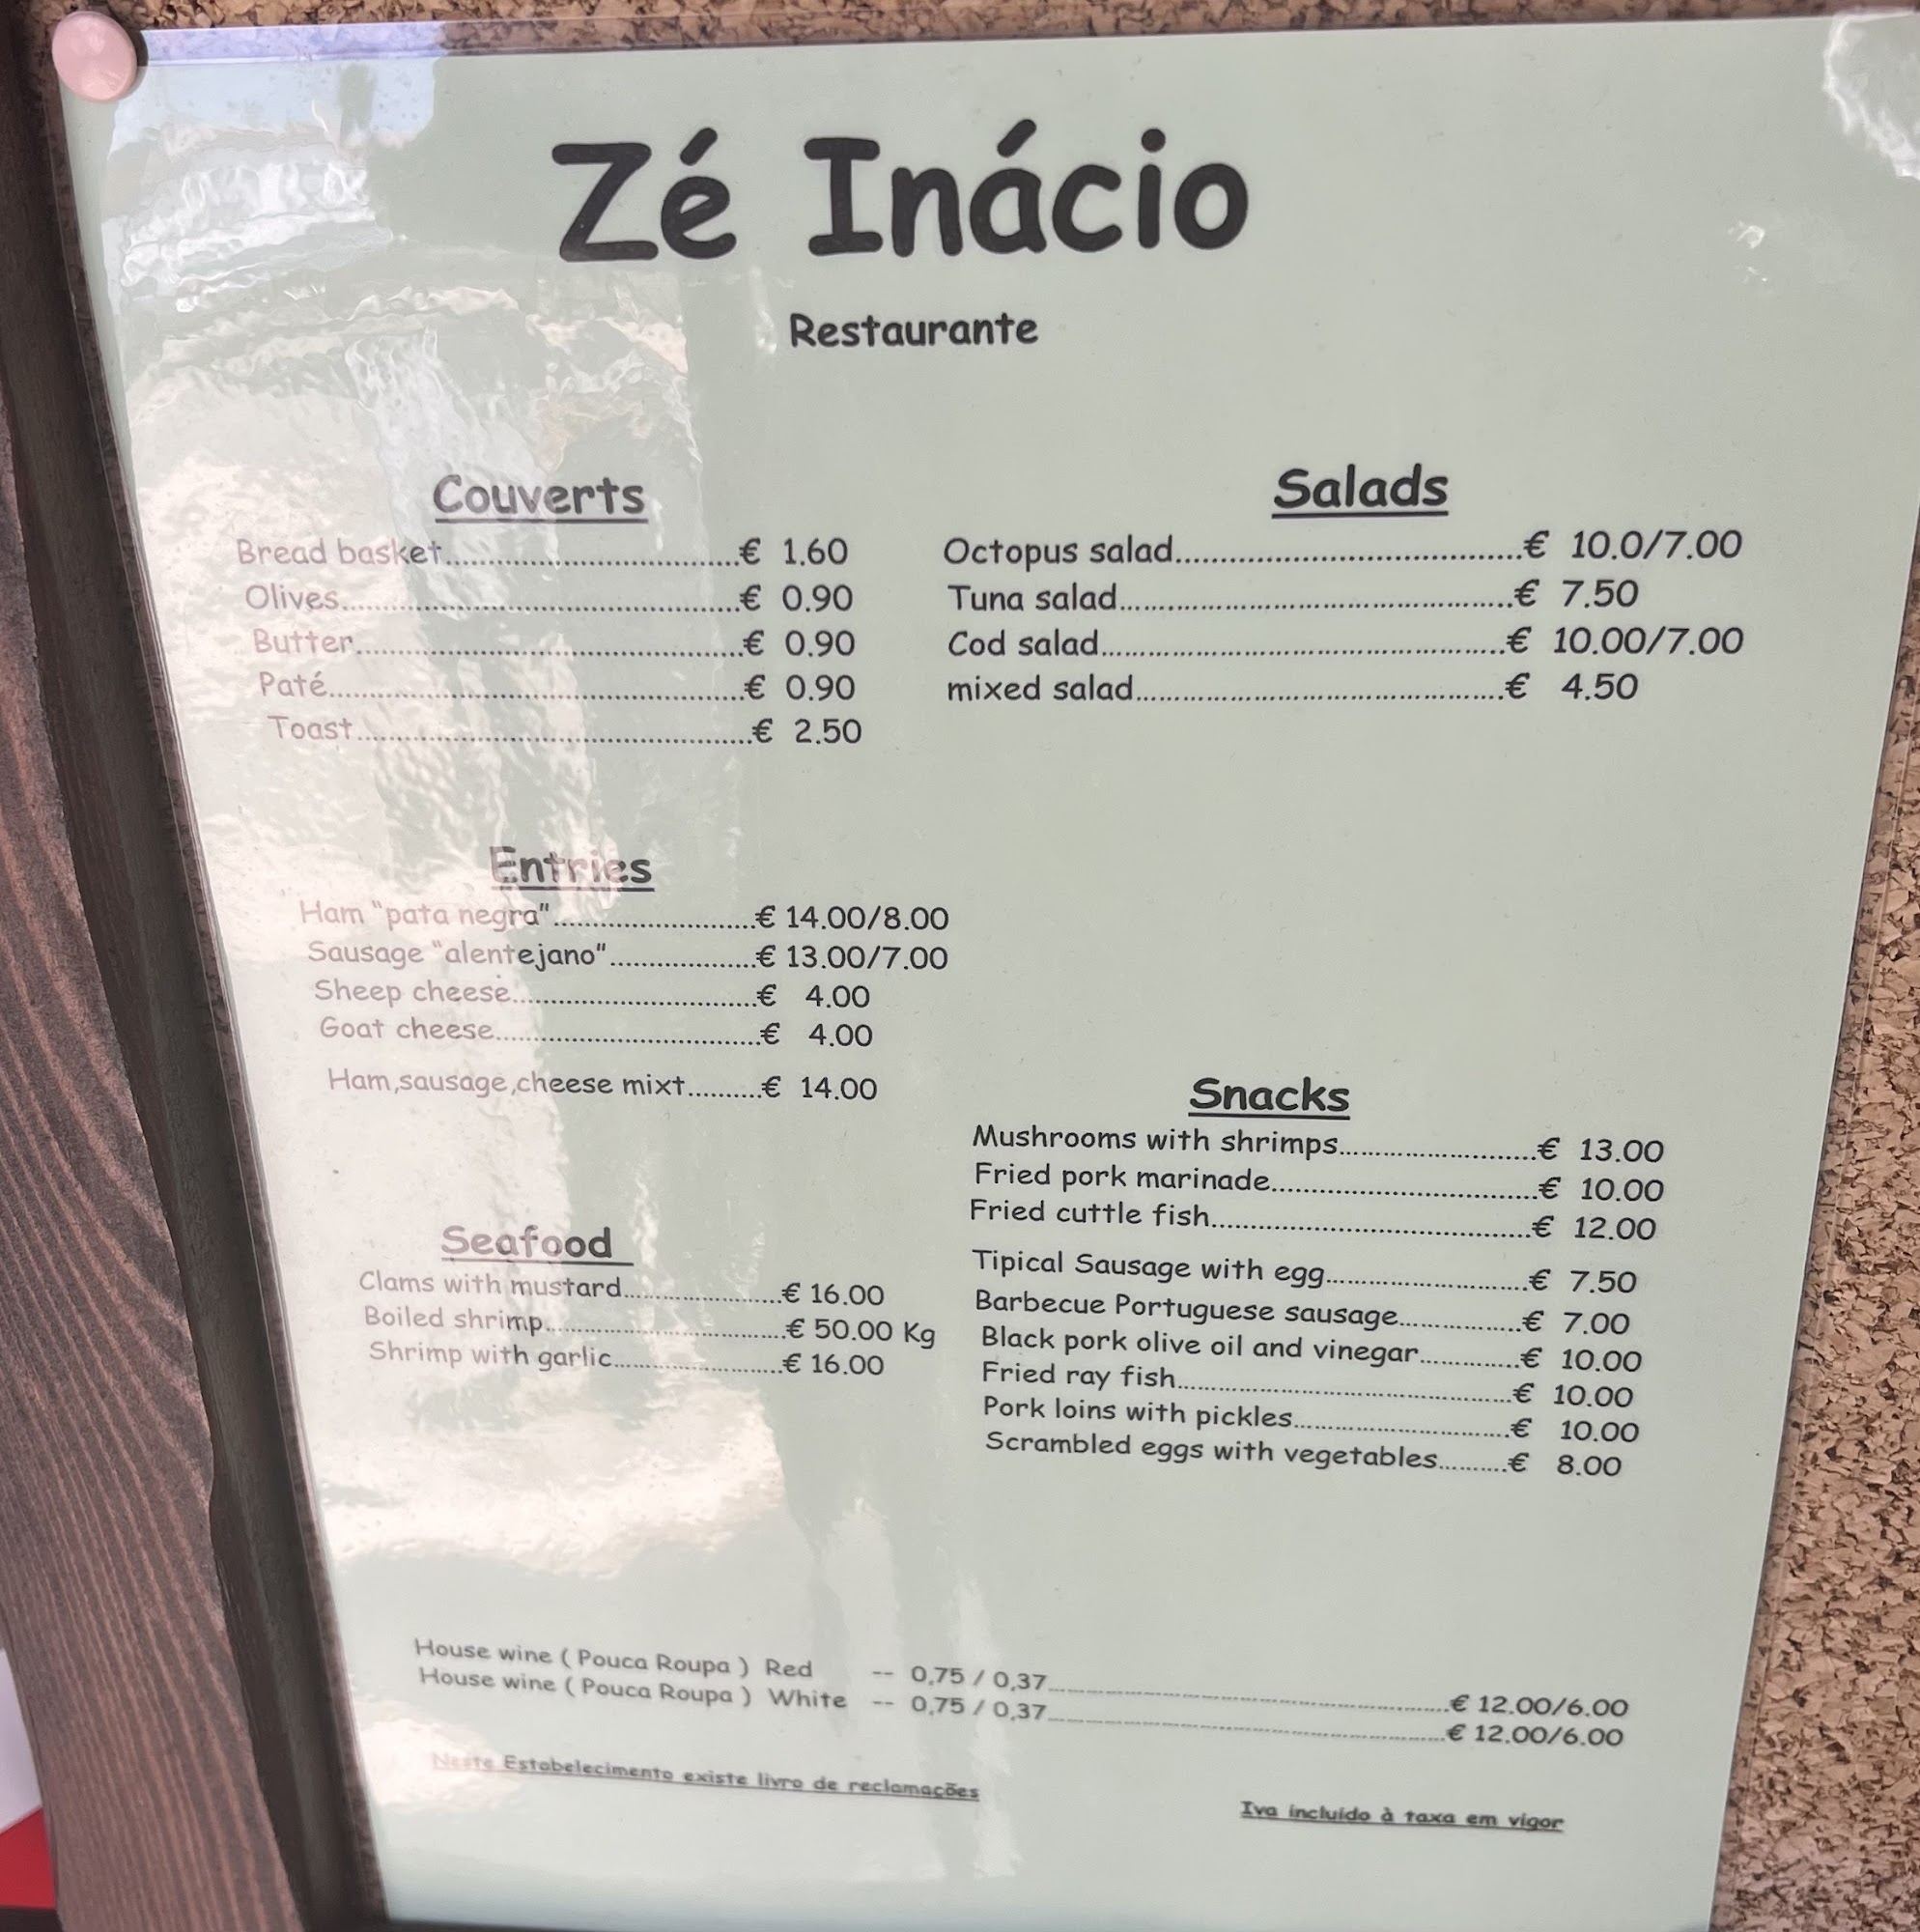 Zé Inácio
Restaurante
Couverts
Bread basket..................................€ 1.60
Olives..............................................€ 0.90
Butter.............................................€ 0.90
Paté................................................€ 0.90
Toast..............................................€ 2.50
Entries
Ham "pata negra".........................€ 14.00/8.00
Sausage "alentejano"..................€ 13.00/7.00
Sheep cheese..............................€ 4.00
Goat cheese.................................€ 4.00
Ham,sausage,cheese mixt..........€ 14.00
Seafood
Clams with mustard....................€ 16.00
Boiled shrimp..............................€ 50.00 Kg
Shrimp with garlic.....................€ 16.00
Salads
Octopus salad.......................................€ 10.0/7.00
Tuna salad............................................€ 7.50
Cod salad.............................................€ 10.00/7.00
mixed salad..........................................€ 4.50
Snacks
Mushrooms with shrimps.........................€ 13.00
Fried pork marinade.................................€ 10.00
Fried cuttle fish........................................€ 12.00
Tipical Sausage with egg.........................€ 7.50
Barbecue Portuguese sausage...............€ 7.00
Black pork olive oil and vinegar.............€ 10.00
Fried ray fish...........................................€ 10.00
Pork loins with pickles...........................€ 10.00
Scrambled eggs with vegetables..........€ 8.00
House wine ( Pouca Roupa ) Red -- 0,75 / 0,37..................................................€ 12.00/6.00
House wine ( Pouca Roupa ) White -- 0,75 / 0,37..................................................€ 12.00/6.00
Neste Estabelecimento existe livro de reclamações
Iva incluido à taxa em vigor